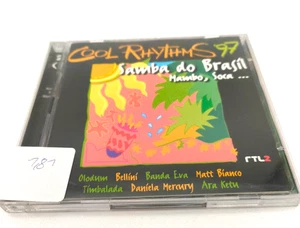 COOL RHYTHMS 97
Samba do Brasil
Mambo, Soca ...
Olodum Bellini Banda Eva Matt Bianco
Timbalada Daniela Mercury Ara Ketu
RTL2
781